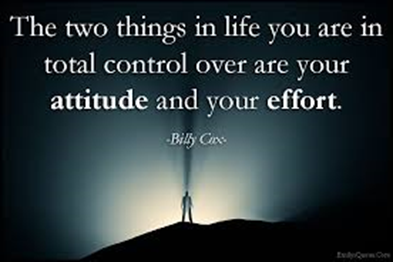 The two things in life you are in
total control over are your
attitude and your effort.
-Billy Cox-